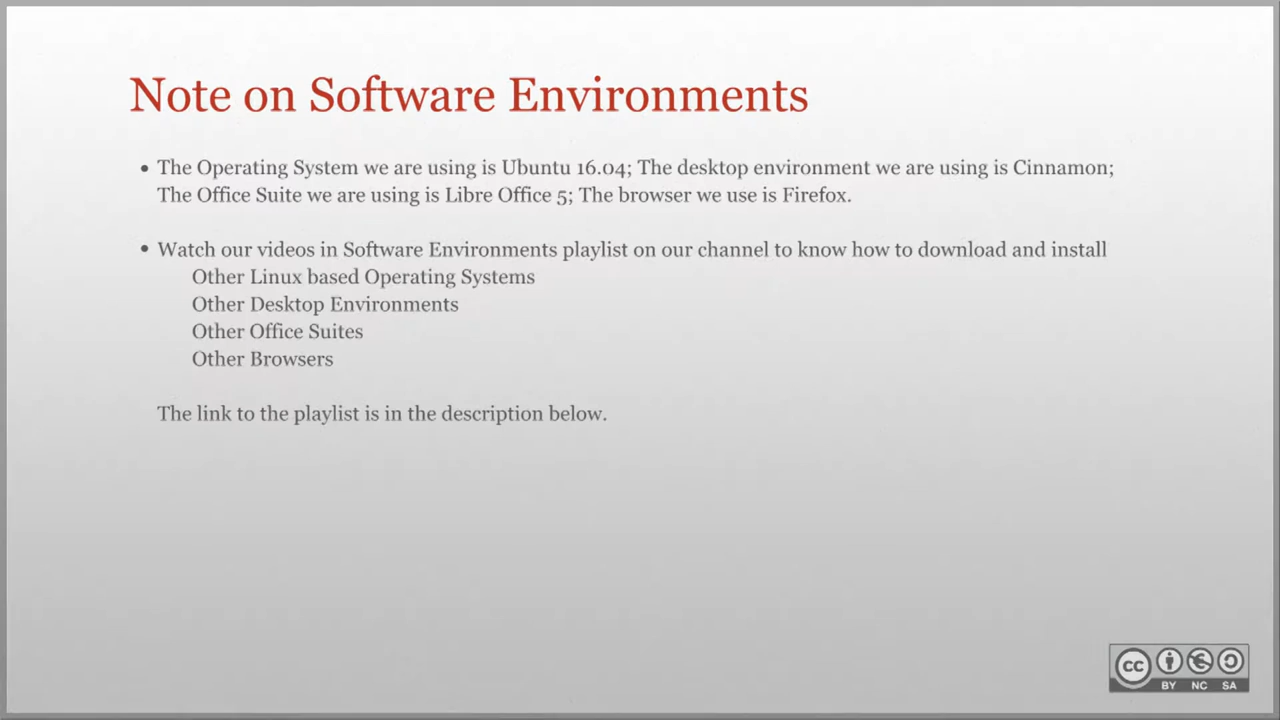 Note on Software Environments
• The Operating System we are using is Ubuntu 16.04; The desktop environment we are using is Cinnamon;
The Office Suite we are using is Libre Office 5; The browser we use is Firefox.
• Watch our videos in Software Environments playlist on our channel to know how to download and install
Other Linux based Operating Systems
Other Desktop Environments
Other Office Suites
Other Browsers
The link to the playlist is in the description below.
cc
BY NC SA